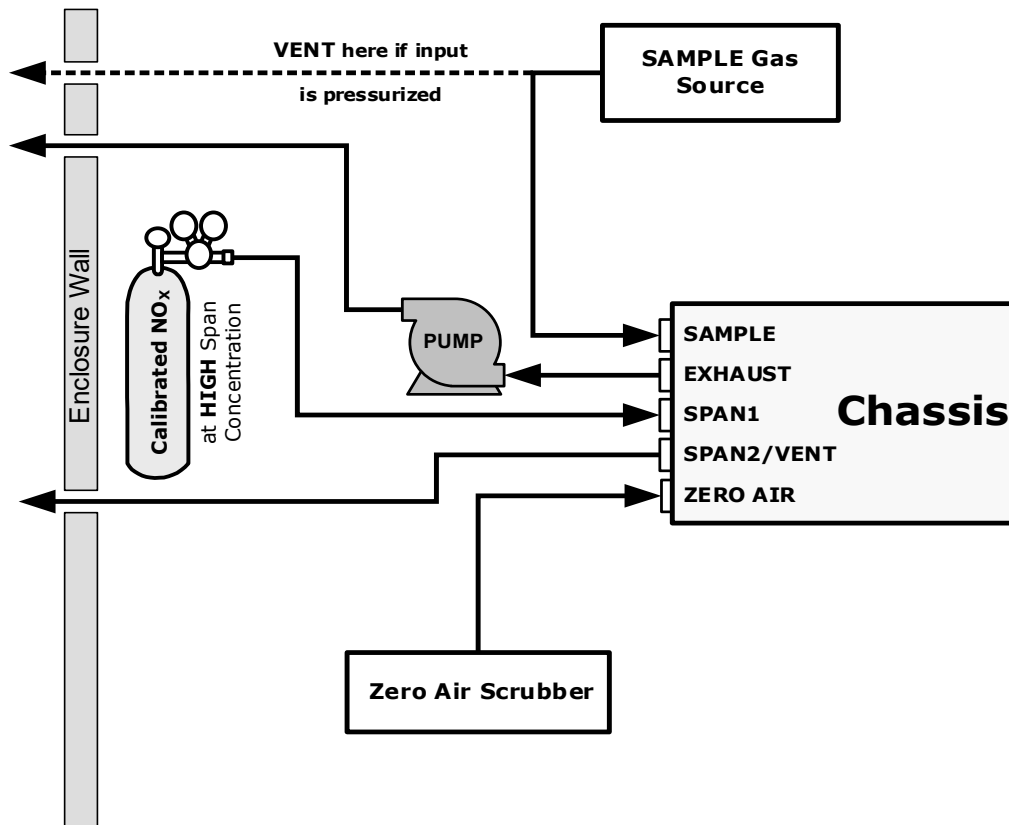 VENT here if input
is pressurized
SAMPLE Gas
Source
Enclosure Wall
Calibrated NOX
at HIGH Span
Concentration
PUMP
SAMPLE
EXHAUST
SPAN1
SPAN2/VENT
ZERO AIR
Chassis
Zero Air Scrubber